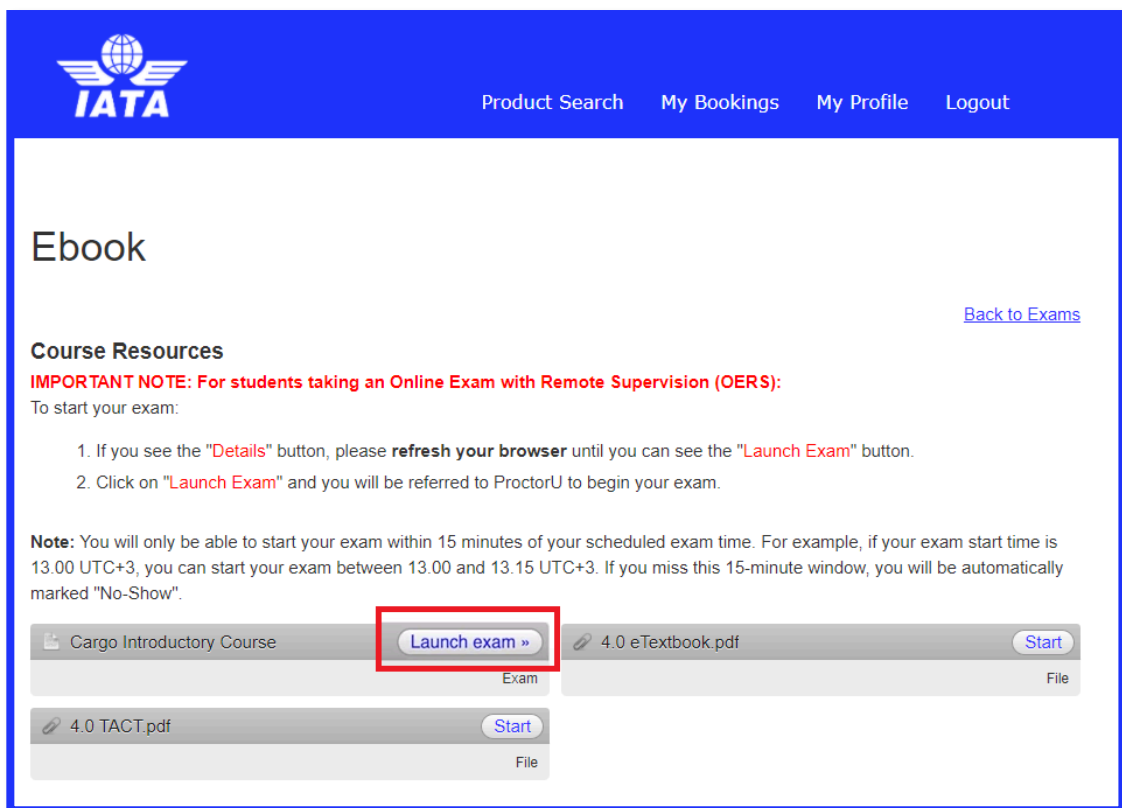 IATA
Product Search My Bookings My Profile Logout
Ebook
Back to Exams
Course Resources
IMPORTANT NOTE: For students taking an Online Exam with Remote Supervision (OERS):
To start your exam:
1. If you see the "Details" button, please refresh your browser until you can see the "Launch Exam" button.
2. Click on "Launch Exam" and you will be referred to ProctorU to begin your exam.
Note: You will only be able to start your exam within 15 minutes of your scheduled exam time. For example, if your exam start time is
13.00 UTC+3, you can start your exam between 13.00 and 13.15 UTC+3. If you miss this 15-minute window, you will be automatically
marked "No-Show".
Cargo Introductory Course Launch exam »
Exam
4.0 eTextbook.pdf Start
File
4.0 TACT.pdf Start
File